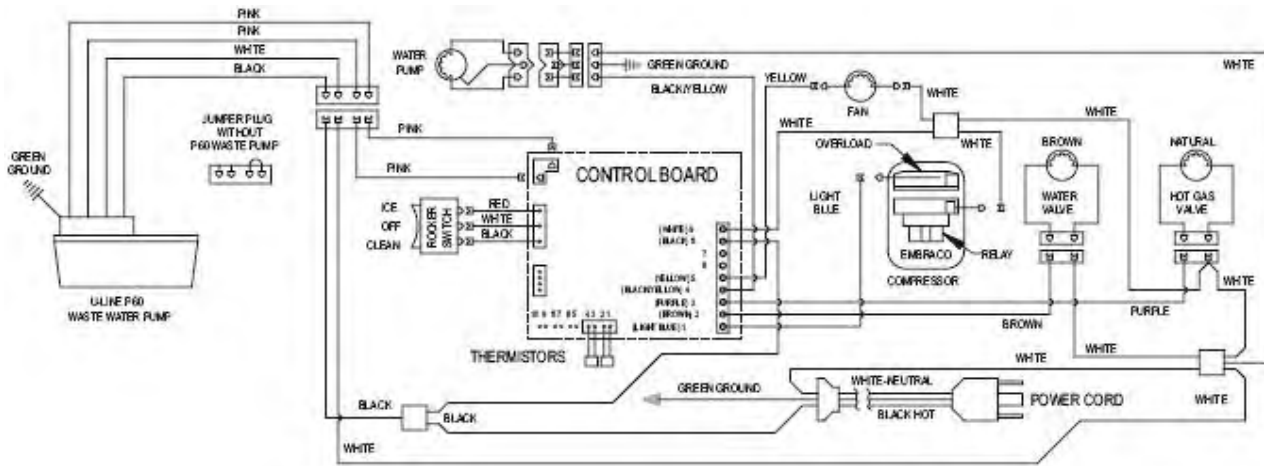 PINK
PINK
WHITE
BLACK
WATER
PUMP
GREEN GROUND
BLACK/YELLOW
WHITE
YELLOW
FAN
WHITE
WHITE
WHITE
WHITE
OVERLOAD
LIGHT
BLUE
EMBRACO
RELAY
COMPRESSOR
BROWN
WATER
VALVE
NATURAL
HOT GAS
VALVE
JUMPER PLUG
WITHOUT
P60 WASTE PUMP
GREEN
GROUND
U-LINE P60
WASTE WATER PUMP
PINK
PINK
CONTROL BOARD
ICE
OFF
CLEAN
ROCKER
SWITCH
RED
WHITE
BLACK
(BLACK)
7
(YELLOW) 5
(BLACK/YELLOW) 4
(PURPLE) 3
(BROWN) 2
(LIGHT BLUE) 1
THERMISTORS
BROWN
PURPLE
WHITE
WHITE
WHITE
GREEN GROUND
WHITE-NEUTRAL
BLACK HOT
POWER CORD
WHITE
BLACK
BLACK
WHITE